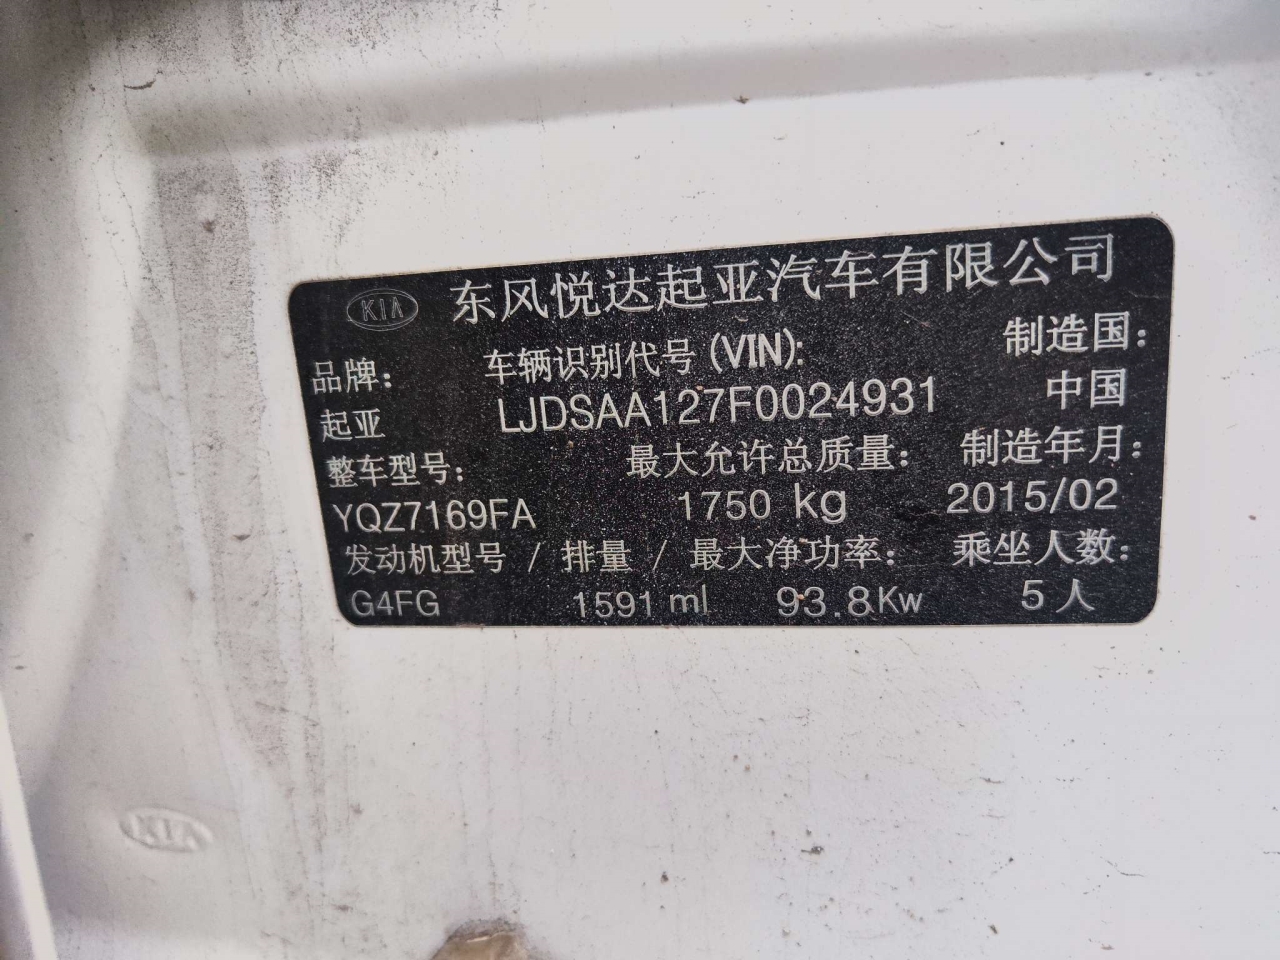 KIA 东风悦达起亚汽车有限公司
品牌: 车辆识别代号(VIN): 制造国:
起亚 LJDSAA127F0024931 中国
整车型号: 最大允许总质量: 制造年月:
YQZ7169FA 1750 kg 2015/02
发动机型号 / 排量 / 最大净功率: 乘坐人数:
G4FG 1591 ml 93.8Kw 5人
KIA